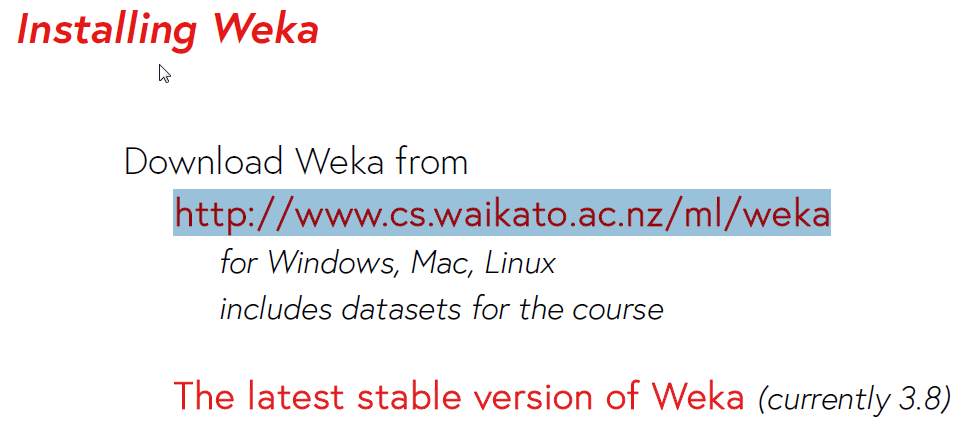 Installing Weka
Download Weka from
http://www.cs.waikato.ac.nz/ml/weka
for Windows, Mac, Linux
includes datasets for the course
The latest stable version of Weka (currently 3.8)